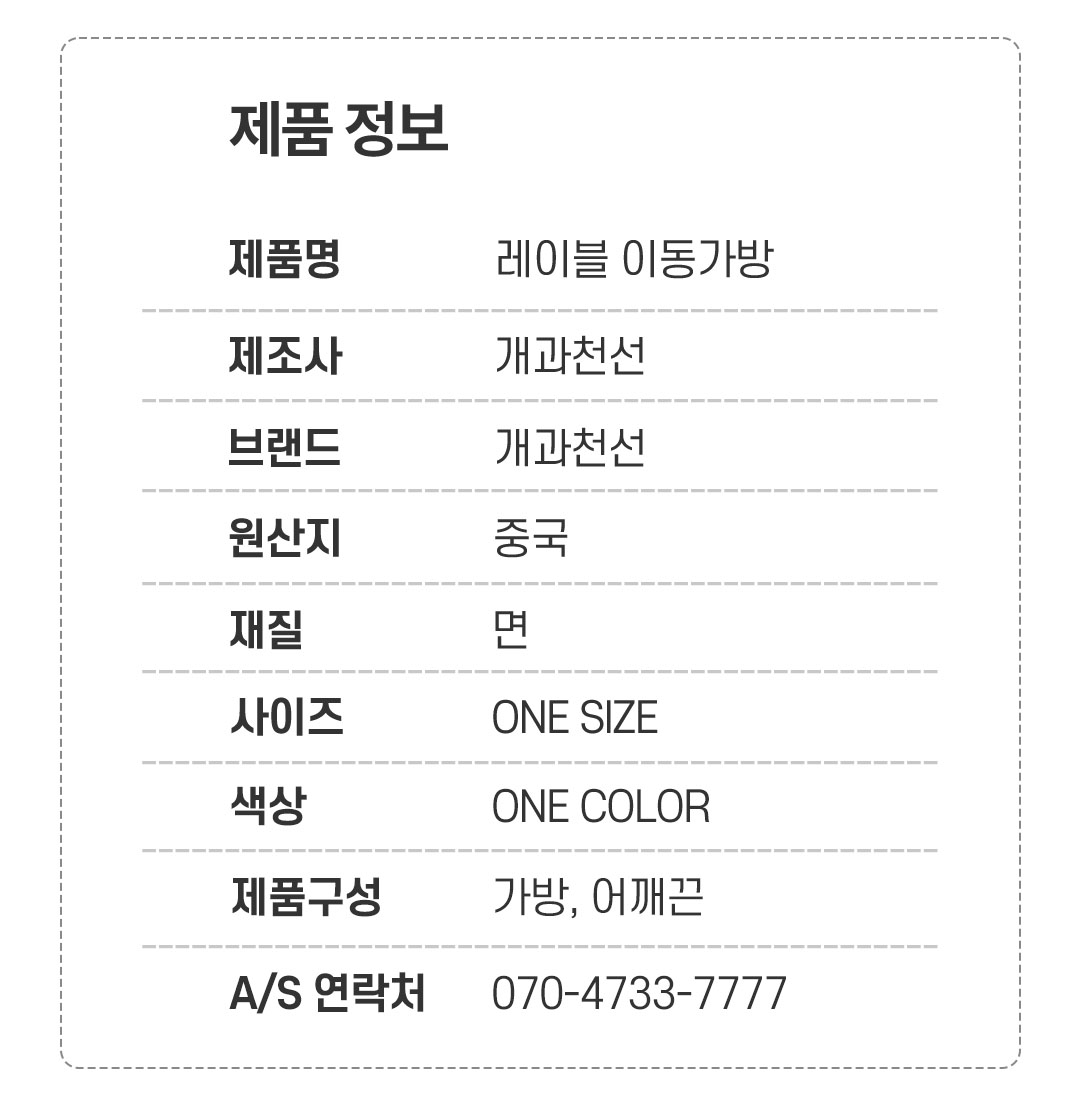 제품 정보
제품명 레이블 이동가방
제조사 개과천선
브랜드 개과천선
원산지 중국
재질 면
사이즈 ONE SIZE
색상 ONE COLOR
제품구성 가방, 어깨끈
A/S 연락처 070-4733-7777